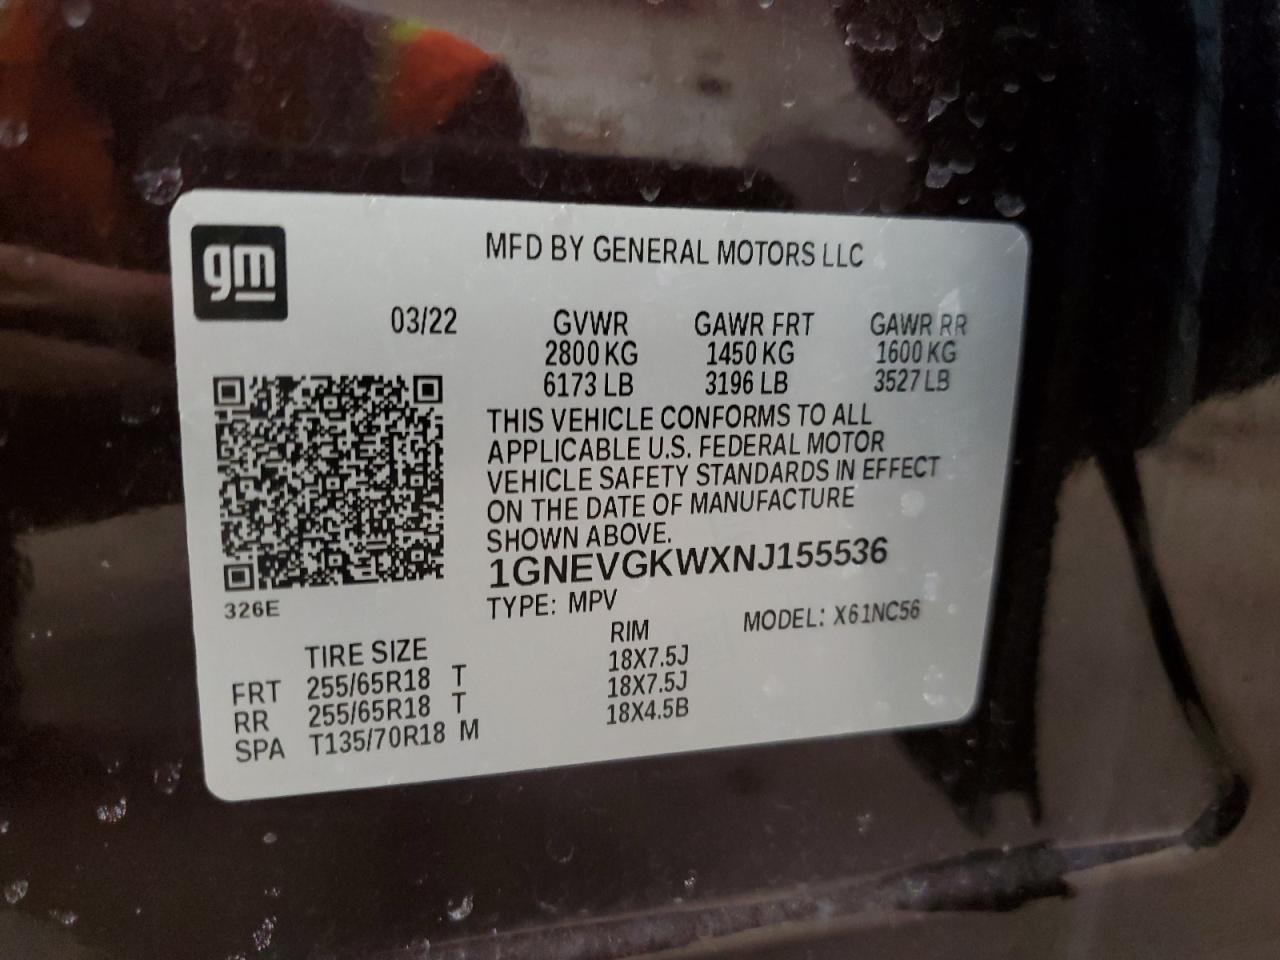 gm
MFD BY GENERAL MOTORS LLC
03/22 GVWR GAWR FRT GAWR RR
2800 KG 1450 KG 1600 KG
6173 LB 3196 LB 3527 LB
THIS VEHICLE CONFORMS TO ALL
APPLICABLE U.S. FEDERAL MOTOR
VEHICLE SAFETY STANDARDS IN EFFECT
ON THE DATE OF MANUFACTURE
SHOWN ABOVE.
1GNEVGKWXNJ155536
326E
TYPE: MPV MODEL: X61NC56
TIRE SIZE RIM
FRT 255/65R18 T 18X7.5J
RR 255/65R18 T 18X7.5J
SPA T135/70R18 M 18X4.5B